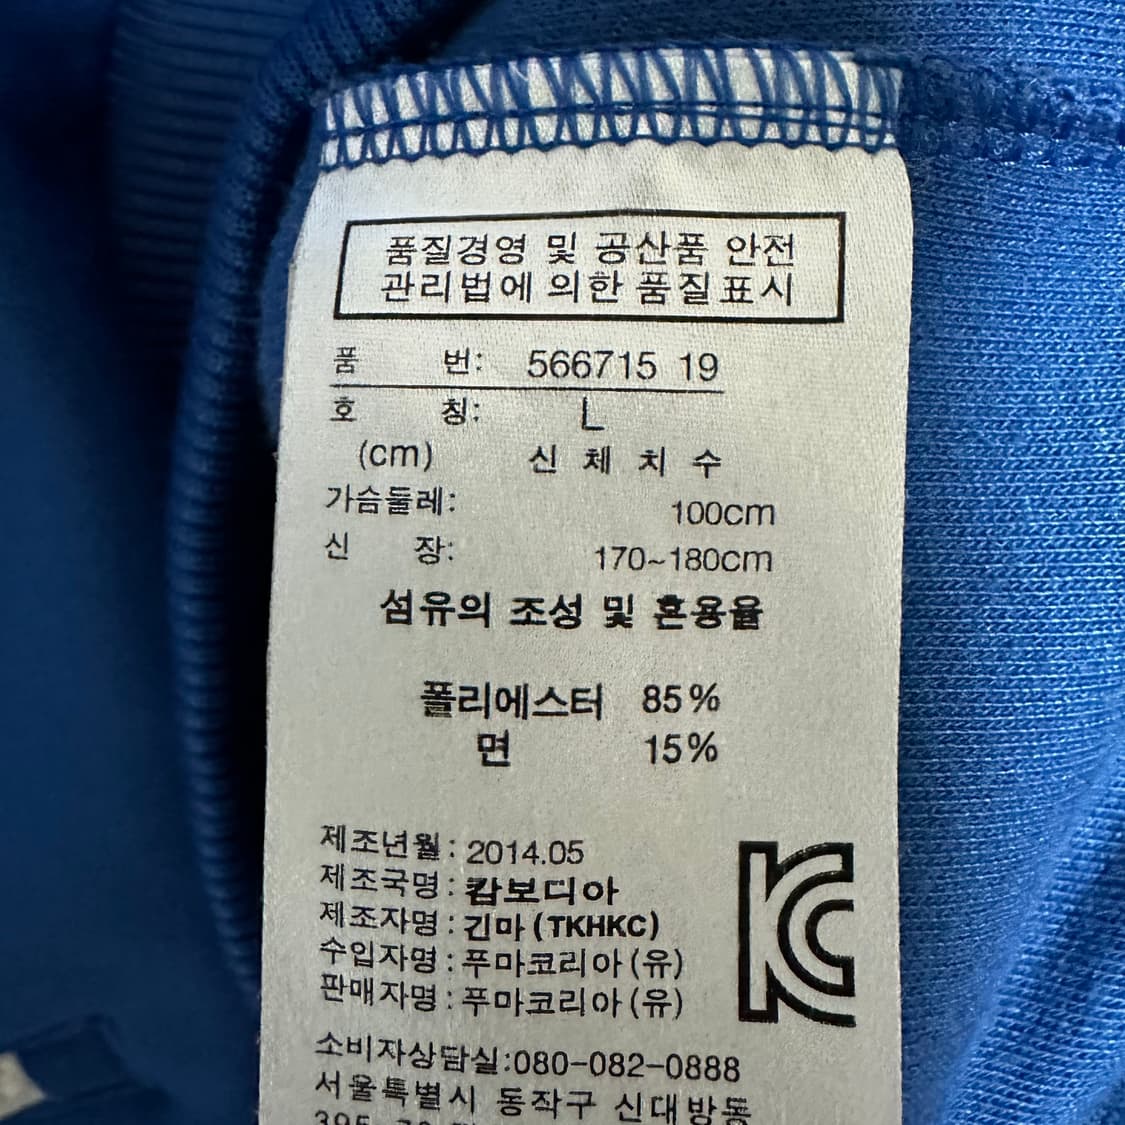 품질경영 및 공산품 안전
관리법에 의한 품질표시
품 번: 566715 19
호 칭: L
(cm) 신 체 치 수
가슴둘레: 100cm
신 장: 170~180cm
섬유의 조성 및 혼용율
폴리에스터 85%
면 15%
제조년월: 2014.05
제조국명: 캄보디아
제조자명: 긴마(TKHKC)
수입자명: 푸마코리아(유)
판매자명: 푸마코리아(유)
KC
소비자상담실:080-082-0888
서울특별시 동작구 신대방동
395